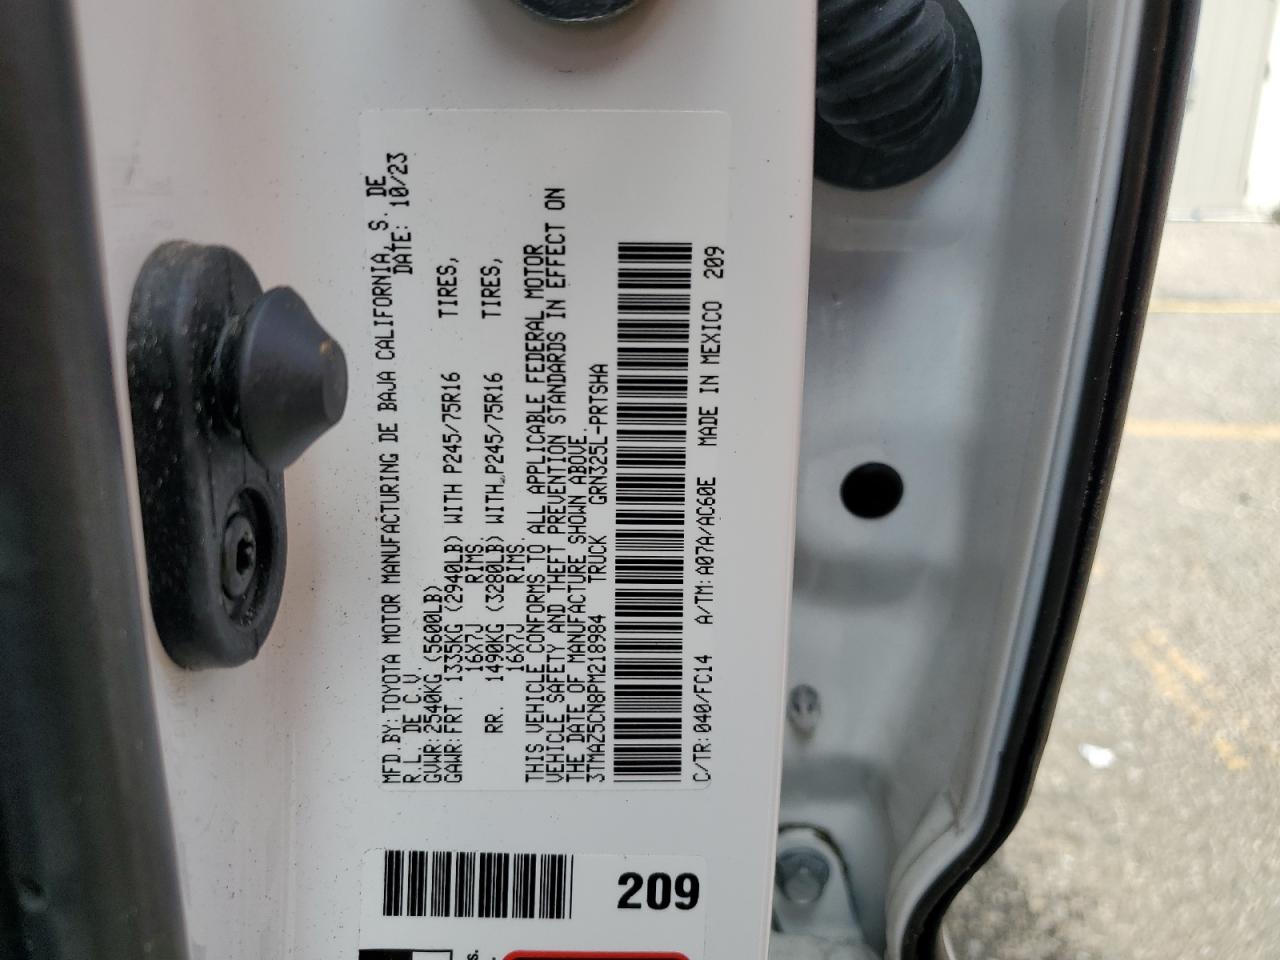 MFD.BY:TOYOTA MOTOR MANUFACTURING DE BAJA CALIFORNIA, S. DE
R.L. DE C.V. DATE: 10/23
GVWR:2540KG (5600LB)
GAWR:FRT. 1335KG (2940LB) WITH P245/75R16 TIRES,
16X7J RIMS
RR. 1490KG (3280LB) WITH P245/75R16 TIRES,
16X7J RIMS.
THIS VEHICLE CONFORMS TO ALL APPLICABLE FEDERAL MOTOR
VEHICLE SAFETY AND THEFT PREVENTION STANDARDS IN EFFECT ON
THE DATE OF MANUFACTURE SHOWN ABOVE.
3TMAZ5CN8PM218984 TRUCK GRN325L-PRTSHA
C/TR:040/FC14 A/TM:A07A/AC60E MADE IN MEXICO 209
209